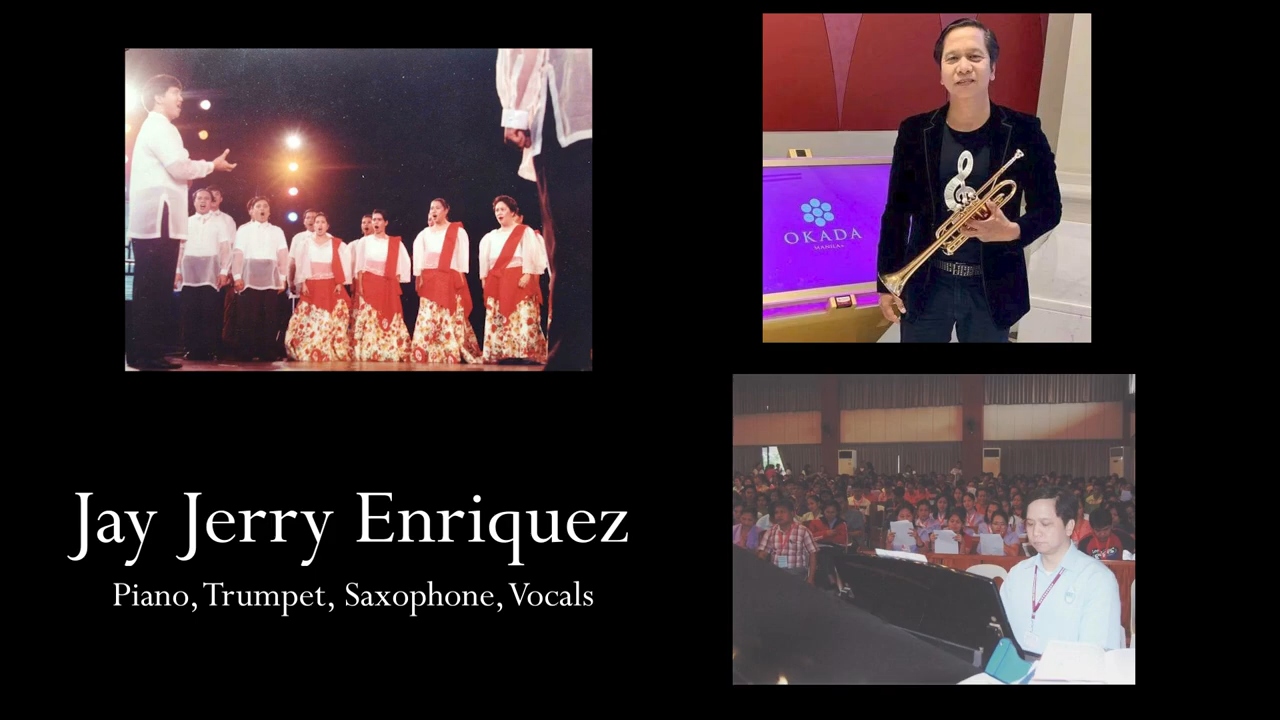 OKADA
MANILA
Jay Jerry Enriquez
Piano, Trumpet, Saxophone, Vocals